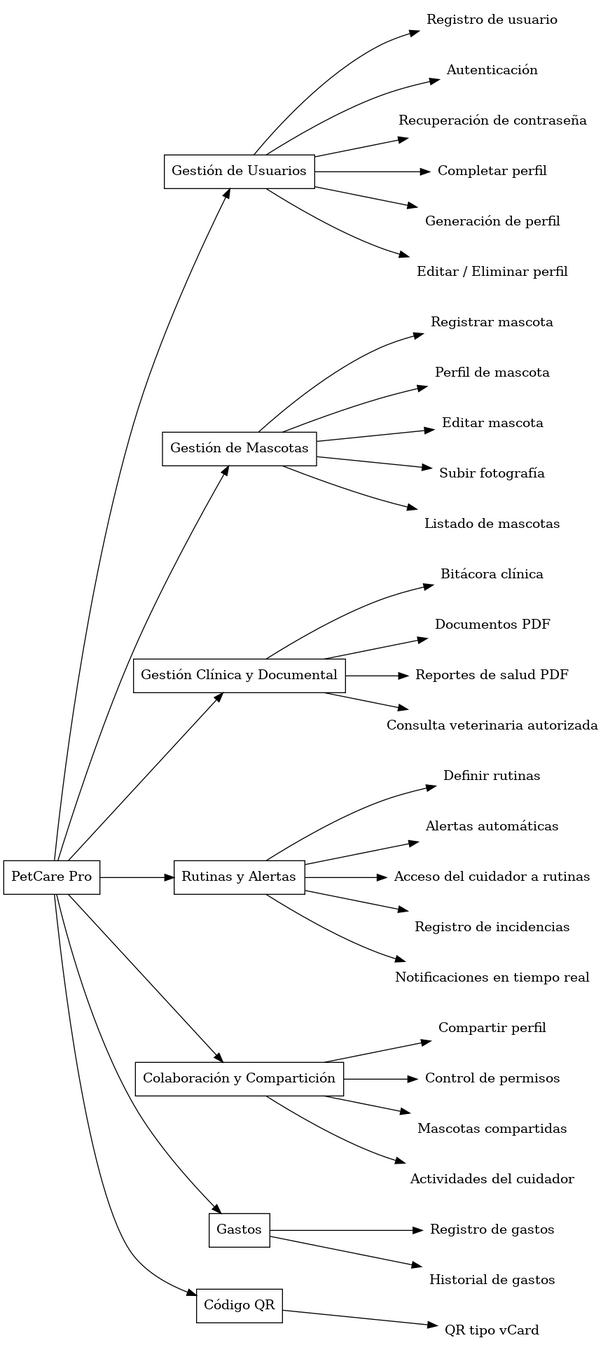 PetCare Pro
Gestión de Usuarios
Registro de usuario
Autenticación
Recuperación de contraseña
Completar perfil
Generación de perfil
Editar / Eliminar perfil
Gestión de Mascotas
Registrar mascota
Perfil de mascota
Editar mascota
Subir fotografía
Listado de mascotas
Gestión Clínica y Documental
Bitácora clínica
Documentos PDF
Reportes de salud PDF
Consulta veterinaria autorizada
Rutinas y Alertas
Definir rutinas
Alertas automáticas
Acceso del cuidador a rutinas
Registro de incidencias
Notificaciones en tiempo real
Colaboración y Compartición
Compartir perfil
Control de permisos
Mascotas compartidas
Actividades del cuidador
Gastos
Registro de gastos
Historial de gastos
Código QR
QR tipo vCard